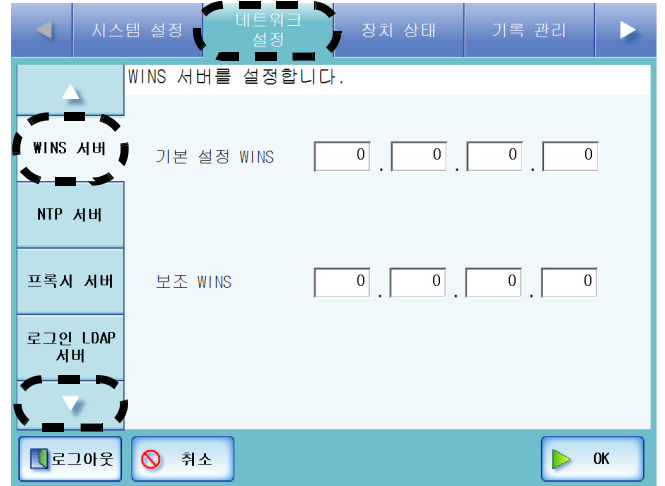 시스템 설정
네트워크
설정
장치 상태
기록 관리
WINS 서버를 설정합니다.
WINS 서버
기본 설정 WINS 0 . 0 . 0 . 0
NTP 서버
프록시 서버
보조 WINS 0 . 0 . 0 . 0
로그인 LDAP
서버
로그아웃
취소
OK